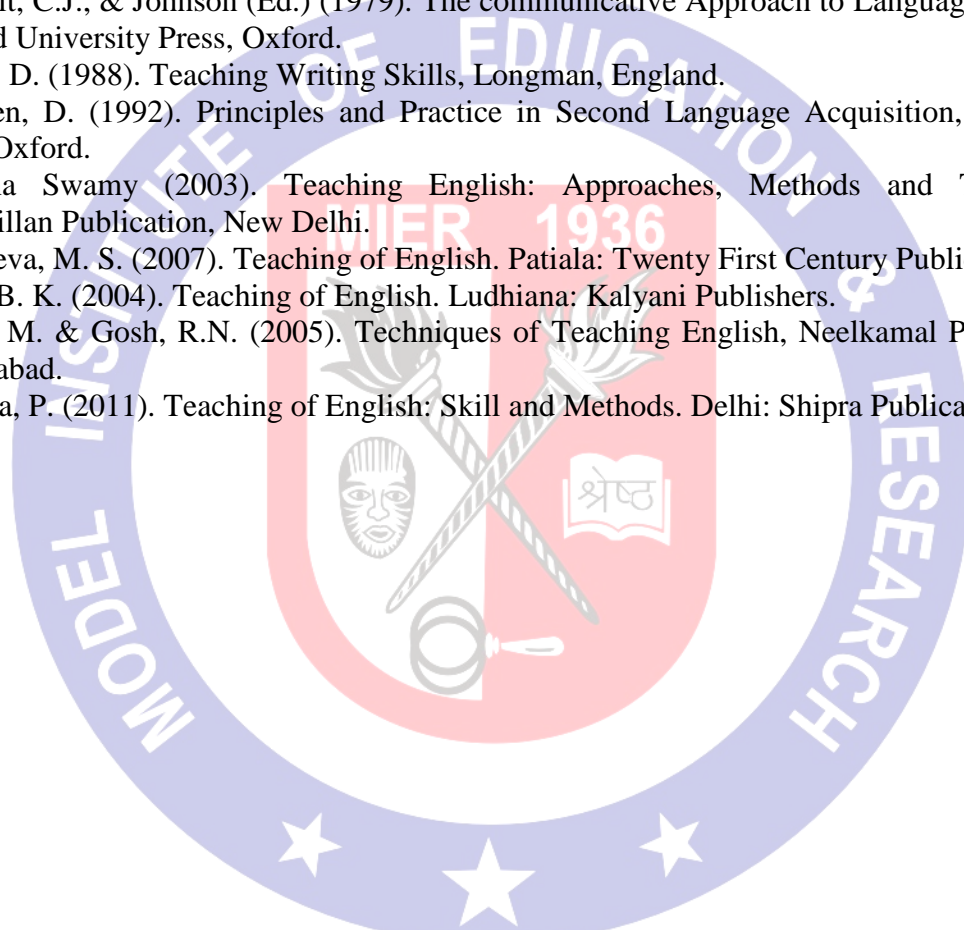 it, C.J., & Johnson (Ed.) (1979). The communicative Approach to Languag
d University Press, Oxford.
D. (1988). Teaching Writing Skills, Longman, England.
en, D. (1992). Principles and Practice in Second Language Acquisition,
Oxford.
na Swamy (2003). Teaching English: Approaches, Methods and T
illan Publication, New Delhi.
eva, M. S. (2007). Teaching of English. Patiala: Twenty First Century Publi
B. K. (2004). Teaching of English. Ludhiana: Kalyani Publishers.
M. & Gosh, R.N. (2005). Techniques of Teaching English, Neelkamal P
abad.
a, P. (2011). Teaching of English: Skill and Methods. Delhi: Shipra Publica
MODEL INSTITUTE OF EDUCATION & RESEARCH
MIER 1936
श्रेष्ठ